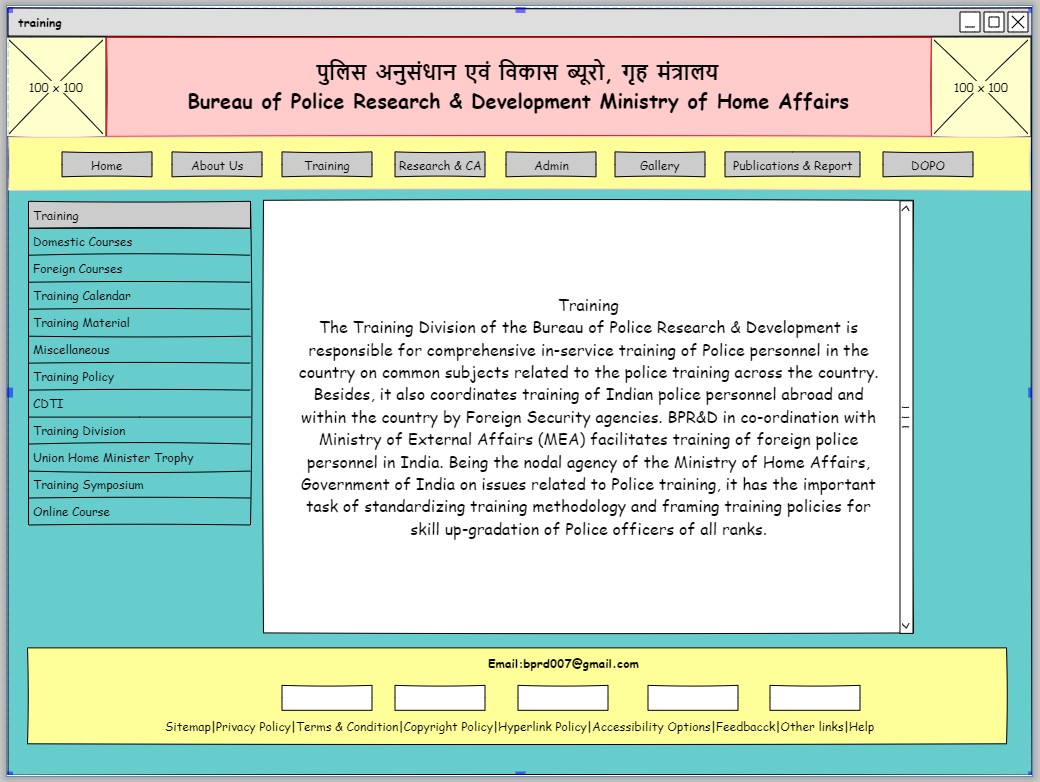 training
100 x 100
पुलिस अनुसंधान एवं विकास ब्यूरो, गृह मंत्रालय
Bureau of Police Research & Development Ministry of Home Affairs
100 x 100
Home
About Us
Training
Research & CA
Admin
Gallery
Publications & Report
DOPO
Training
Domestic Courses
Foreign Courses
Training Calendar
Training Material
Miscellaneous
Training Policy
CDTI
Training Division
Union Home Minister Trophy
Training Symposium
Online Course
Training
The Training Division of the Bureau of Police Research & Development is
responsible for comprehensive in-service training of Police personnel in the
country on common subjects related to the police training across the country.
Besides, it also coordinates training of Indian police personnel abroad and
within the country by Foreign Security agencies. BPR&D in co-ordination with
Ministry of External Affairs (MEA) facilitates training of foreign police
personnel in India. Being the nodal agency of the Ministry of Home Affairs,
Government of India on issues related to Police training, it has the important
task of standardizing training methodology and framing training policies for
skill up-gradation of Police officers of all ranks.
Email:bprd007@gmail.com
Sitemap|Privacy Policy|Terms & Condition|Copyright Policy|Hyperlink Policy|Accessibility Options|Feedbacck|Other links|Help